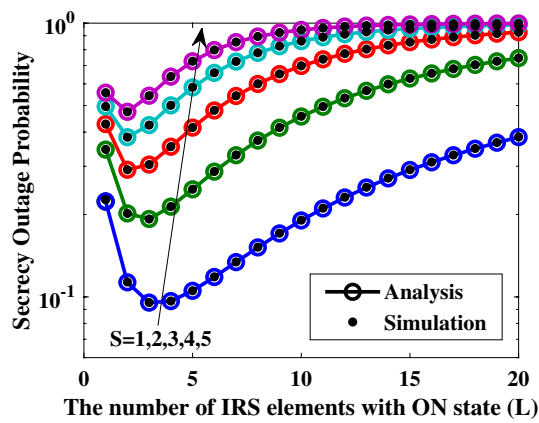 10^0
10^-1
Secrecy Outage Probability
S=1,2,3,4,5
Analysis
Simulation
0 5 10 15 20
The number of IRS elements with ON state (L)